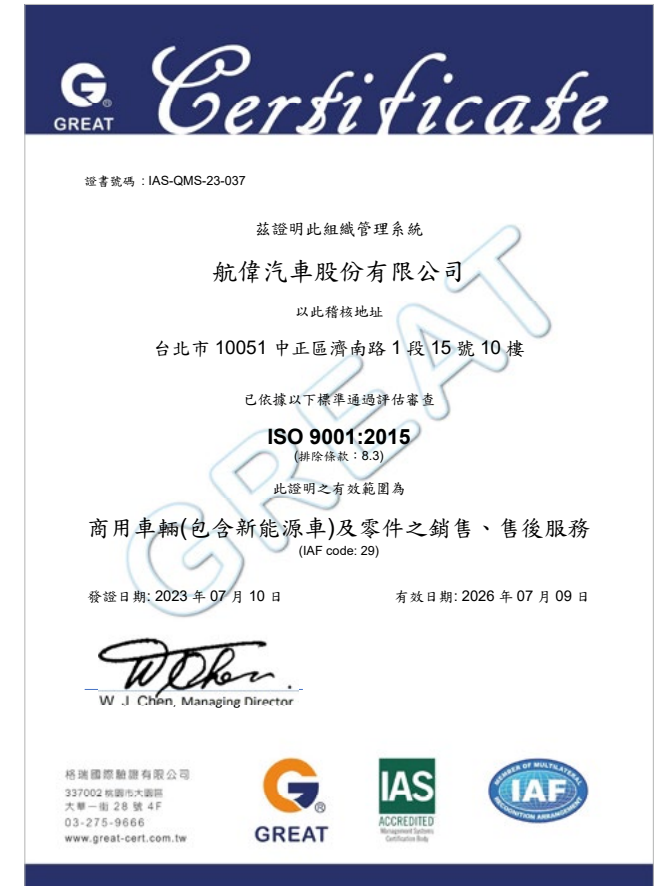 Certificate
G®
GREAT
證書號碼 : IAS-QMS-23-037
茲證明此組織管理系統
航偉汽車股份有限公司
以此稽核地址
台北市 10051 中正區濟南路 1 段 15 號 10 樓
已依據以下標準通過評估審查
ISO 9001:2015
(排除條款：8.3)
此證明之有效範圍為
商用車輛(包含新能源車)及零件之銷售、售後服務
(IAF code: 29)
發證日期: 2023 年 07 月 10 日
有效日期: 2026 年 07 月 09 日
GREAT
W. J. Chen, Managing Director
格瑞國際驗證有限公司
337002 桃園市大園區
大華一街 28 號 4F
03-275-9666
www.great-cert.com.tw
G®
GREAT
IAS
ACCREDITED
Management Systems
Certification Body
MEMBER OF MULTILATERAL
IAF
RECOGNITION ARRANGEMENT